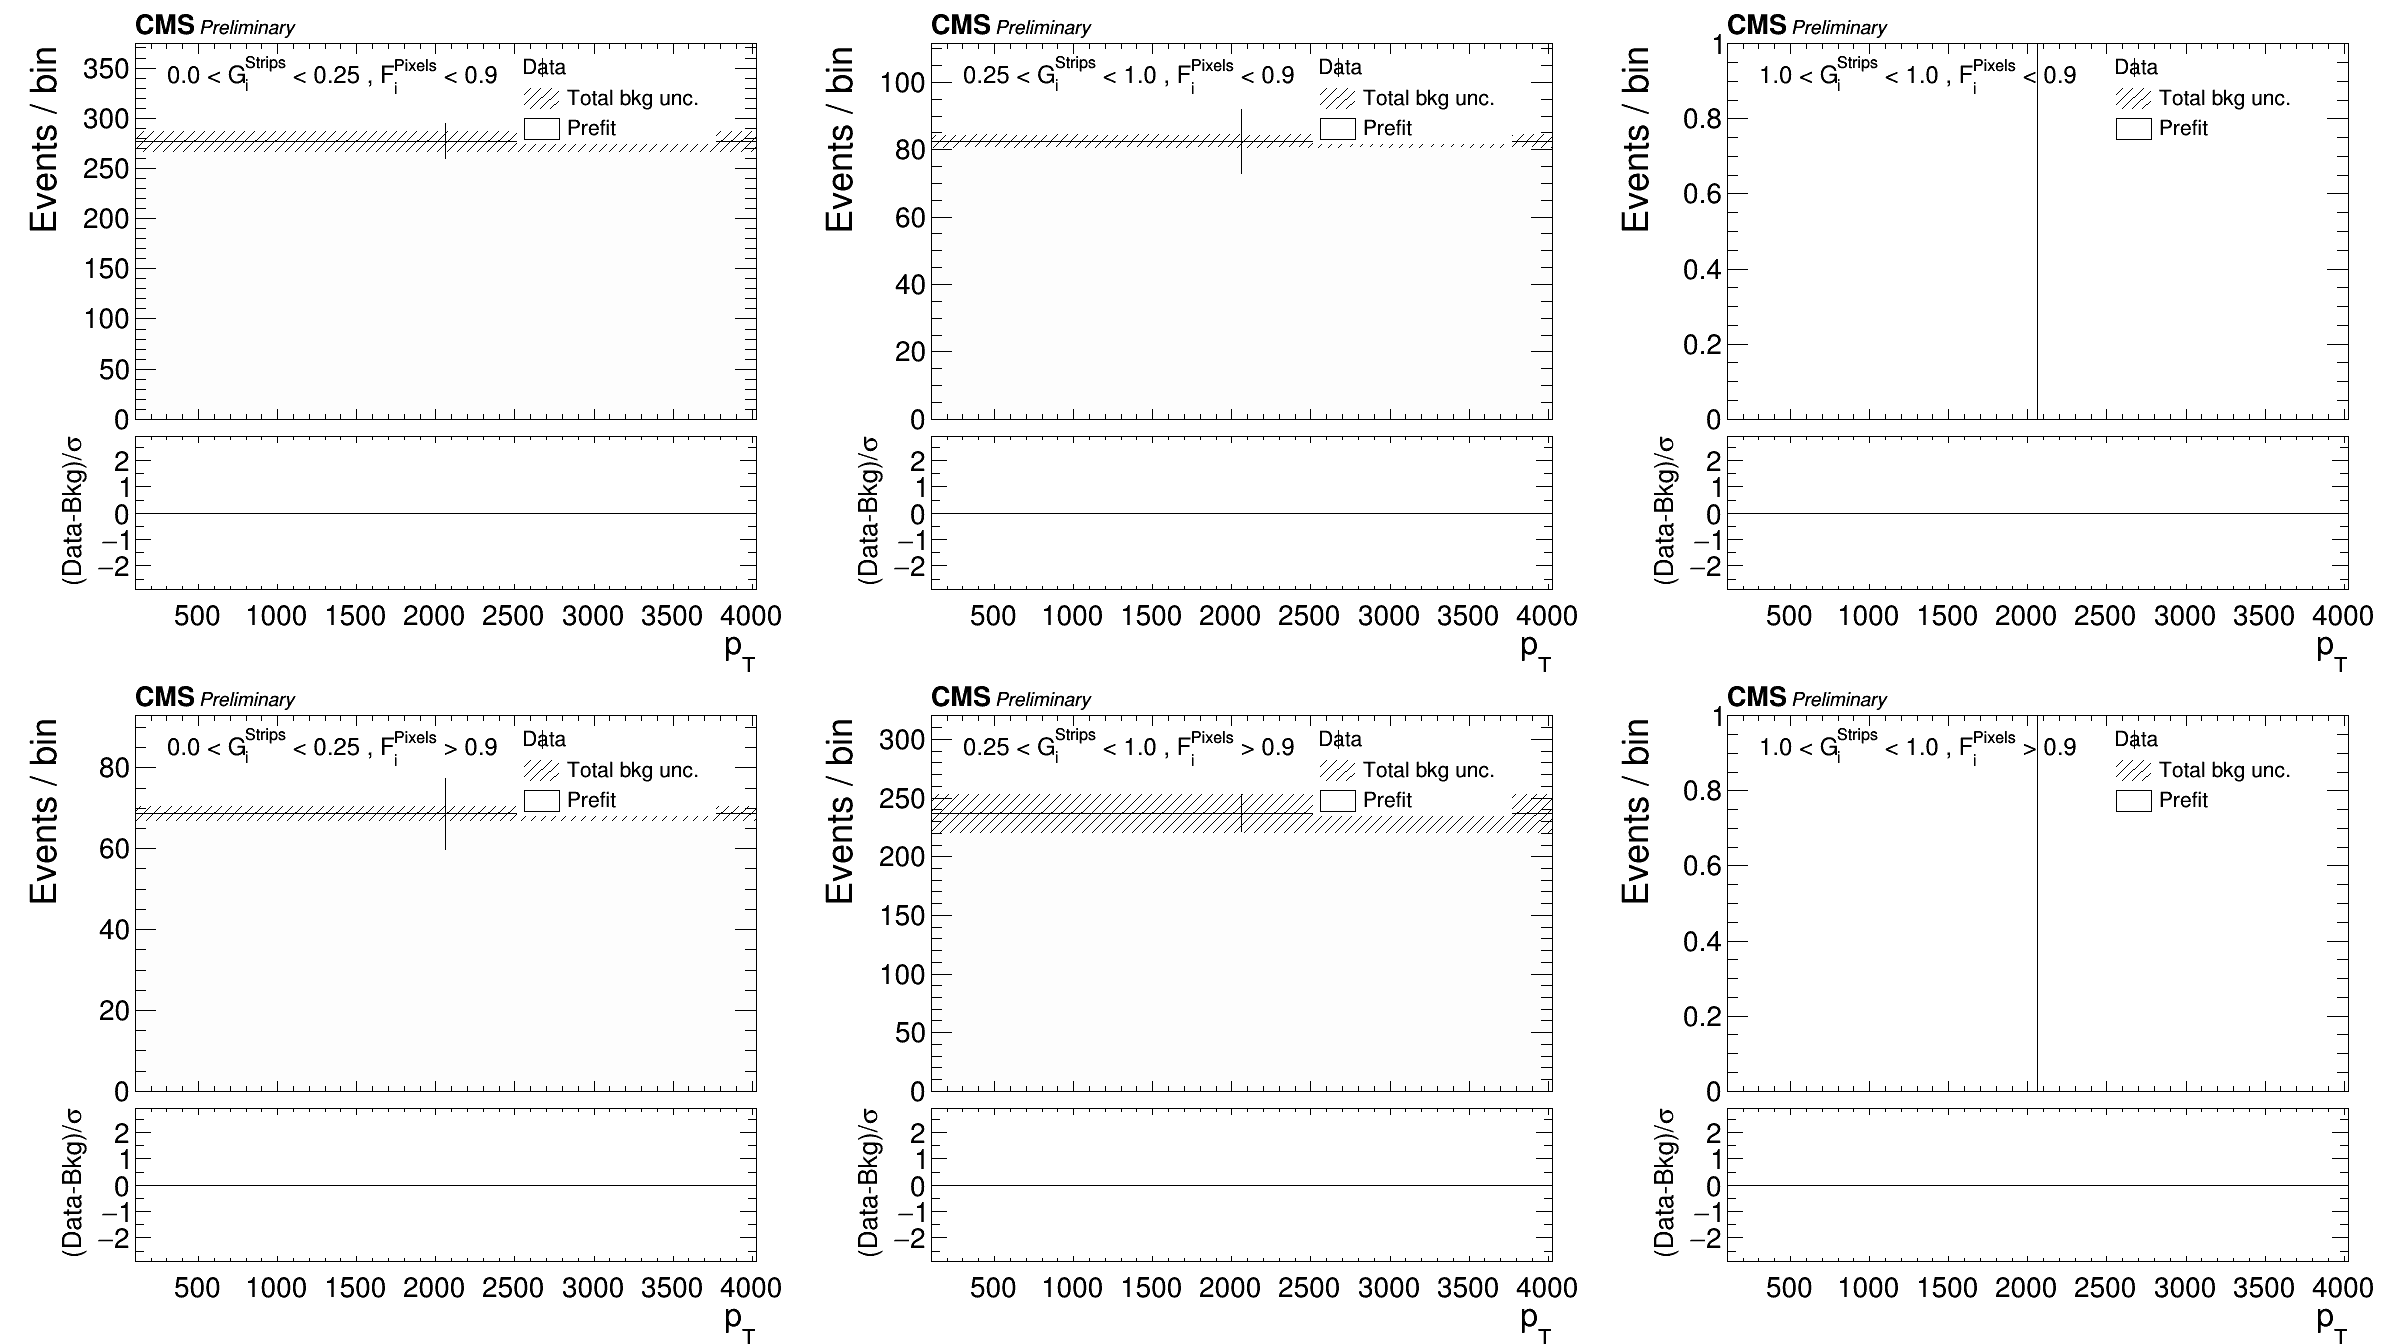 CMS Preliminary
Events / bin
350
300
250
200
150
100
50
0
0.0 < G_i^Strips < 0.25 , F_i^Pixels < 0.9
Data
Total bkg unc.
Prefit
(Data-Bkg)/σ
2
1
0
−1
−2
500 1000 1500 2000 2500 3000 3500 4000
p_T
CMS Preliminary
Events / bin
100
80
60
40
20
0
0.25 < G_i^Strips < 1.0 , F_i^Pixels < 0.9
Data
Total bkg unc.
Prefit
(Data-Bkg)/σ
2
1
0
−1
−2
500 1000 1500 2000 2500 3000 3500 4000
p_T
CMS Preliminary
Events / bin
1
0.8
0.6
0.4
0.2
0
1.0 < G_i^Strips < 1.0 , F_i^Pixels < 0.9
Data
Total bkg unc.
Prefit
(Data-Bkg)/σ
2
1
0
−1
−2
500 1000 1500 2000 2500 3000 3500 4000
p_T
CMS Preliminary
Events / bin
80
60
40
20
0
0.0 < G_i^Strips < 0.25 , F_i^Pixels > 0.9
Data
Total bkg unc.
Prefit
(Data-Bkg)/σ
2
1
0
−1
−2
500 1000 1500 2000 2500 3000 3500 4000
p_T
CMS Preliminary
Events / bin
300
250
200
150
100
50
0
0.25 < G_i^Strips < 1.0 , F_i^Pixels > 0.9
Data
Total bkg unc.
Prefit
(Data-Bkg)/σ
2
1
0
−1
−2
500 1000 1500 2000 2500 3000 3500 4000
p_T
CMS Preliminary
Events / bin
1
0.8
0.6
0.4
0.2
0
1.0 < G_i^Strips < 1.0 , F_i^Pixels > 0.9
Data
Total bkg unc.
Prefit
(Data-Bkg)/σ
2
1
0
−1
−2
500 1000 1500 2000 2500 3000 3500 4000
p_T